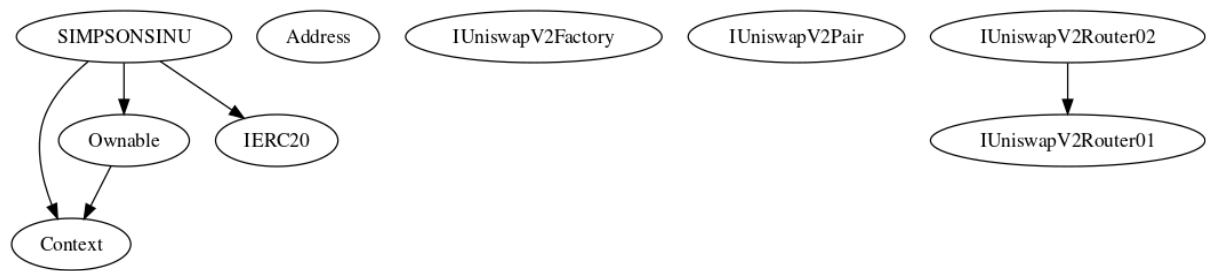 SIMPSONSINU
Address
IUniswapV2Factory
IUniswapV2Pair
IUniswapV2Router02
Ownable
IERC20
IUniswapV2Router01
Context